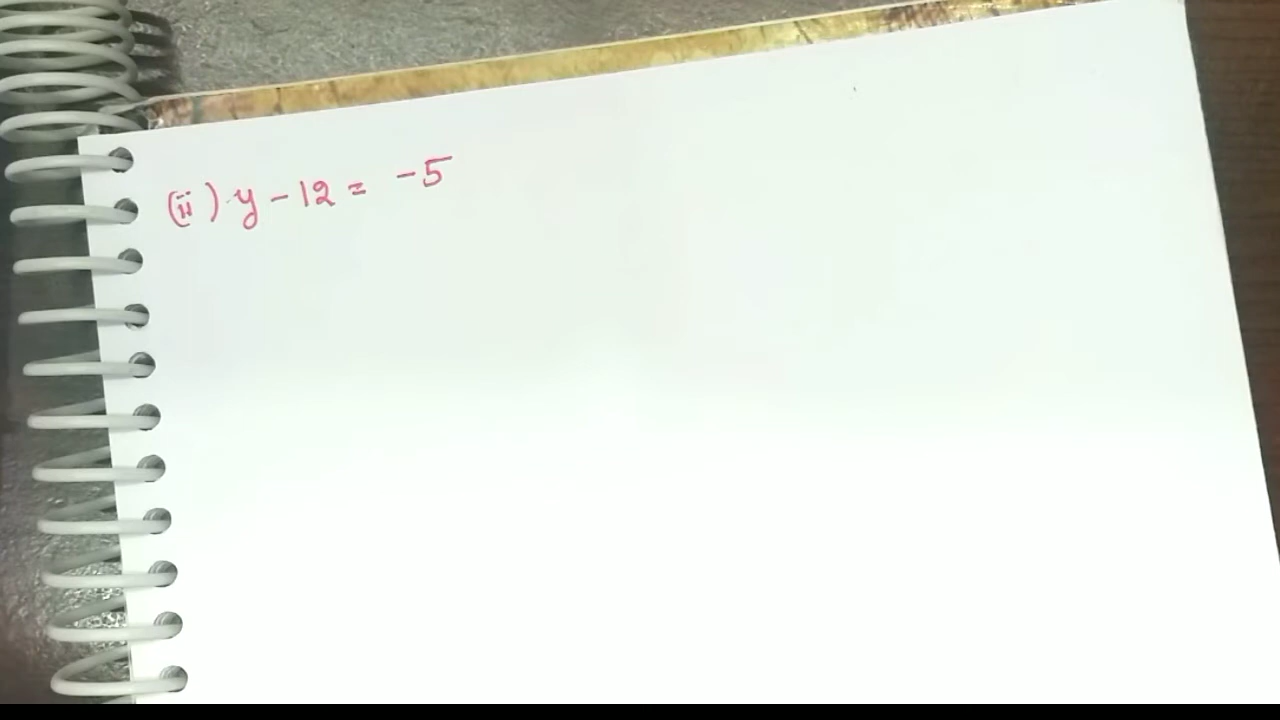 (ii) y - 12 = -5